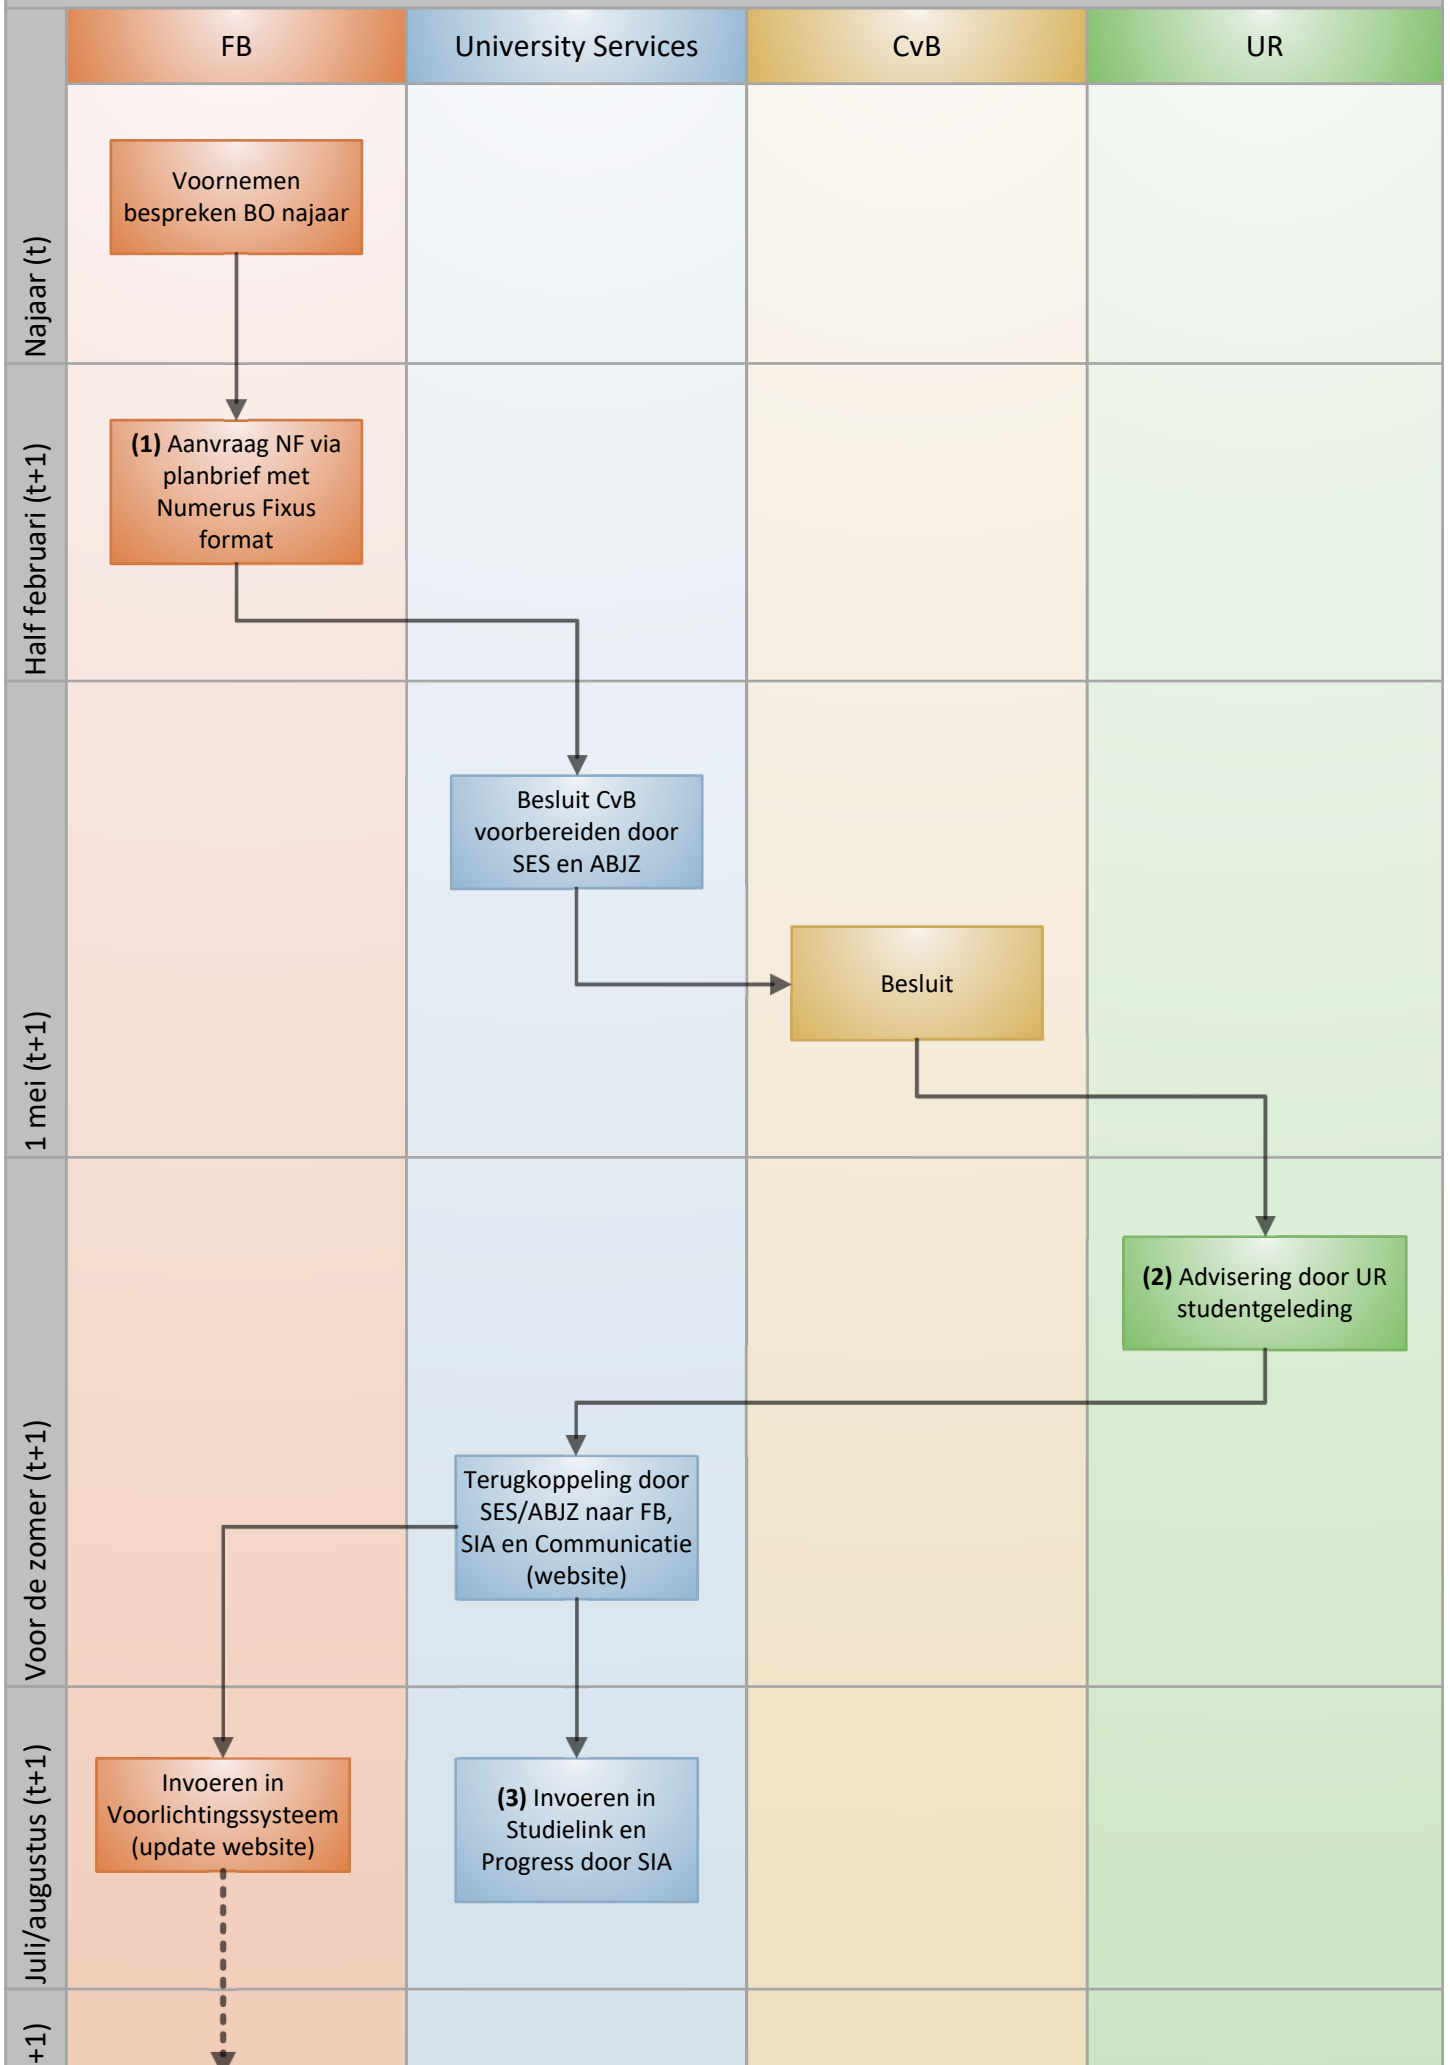 FB
University Services
CvB
UR
Najaar (t)
Voornemen
bespreken BO najaar
Half februari (t+1)
(1) Aanvraag NF via
planbrief met
Numerus Fixus
format
1 mei (t+1)
Besluit CvB
voorbereiden door
SES en ABJZ
Besluit
Voor de zomer (t+1)
(2) Advisering door UR
studentgeleding
Terugkoppeling door
SES/ABJZ naar FB,
SIA en Communicatie
(website)
Juli/augustus (t+1)
Invoeren in
Voorlichtingssysteem
(update website)
(3) Invoeren in
Studielink en
Progress door SIA
+1)